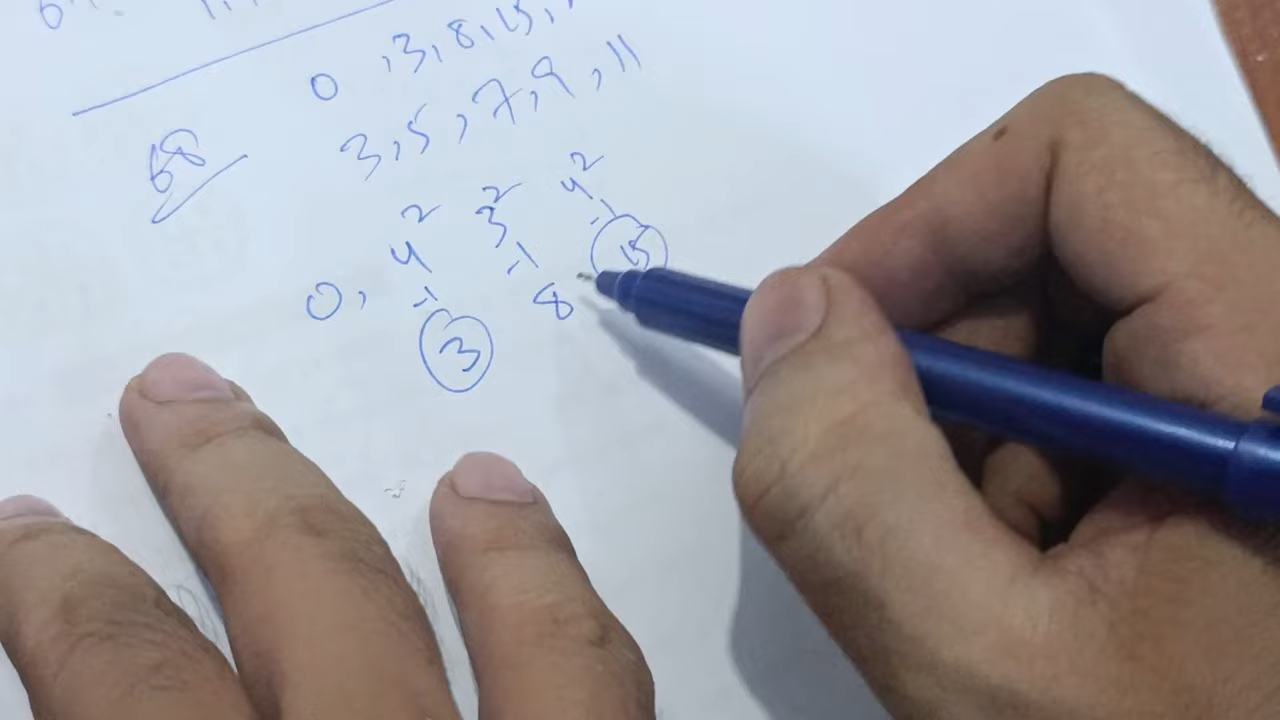 0 ,3,8,15,
68 3,5,7,9,11
4² 3² 4²
-1 -1 -1
0, 3 8 15